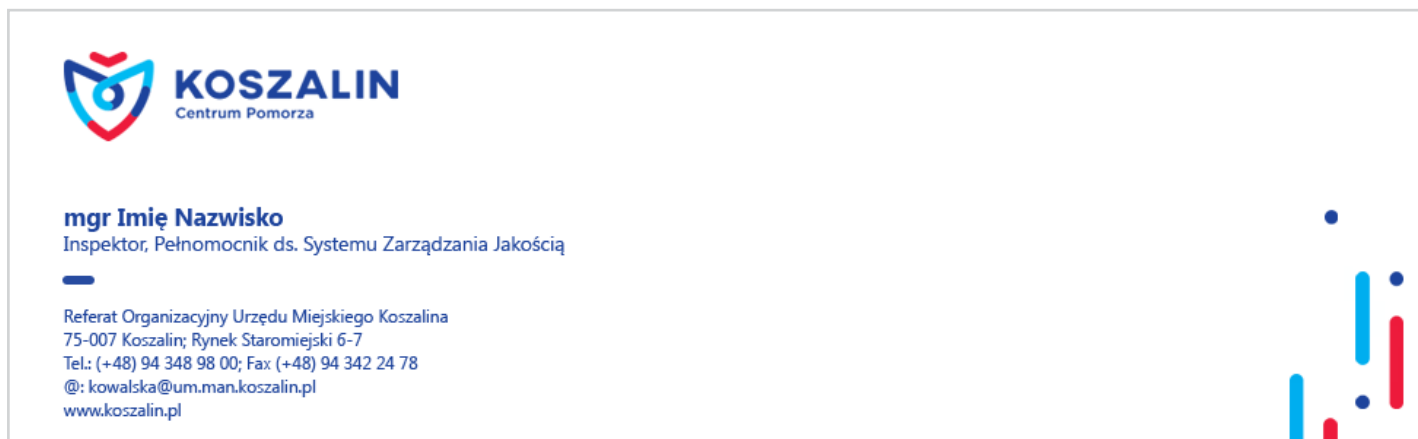 KOSZALIN
Centrum Pomorza
mgr Imię Nazwisko
Inspektor, Pełnomocnik ds. Systemu Zarządzania Jakością
Referat Organizacyjny Urzędu Miejskiego Koszalina
75-007 Koszalin; Rynek Staromiejski 6-7
Tel.: (+48) 94 348 98 00; Fax (+48) 94 342 24 78
@: kowalska@um.man.koszalin.pl
www.koszalin.pl